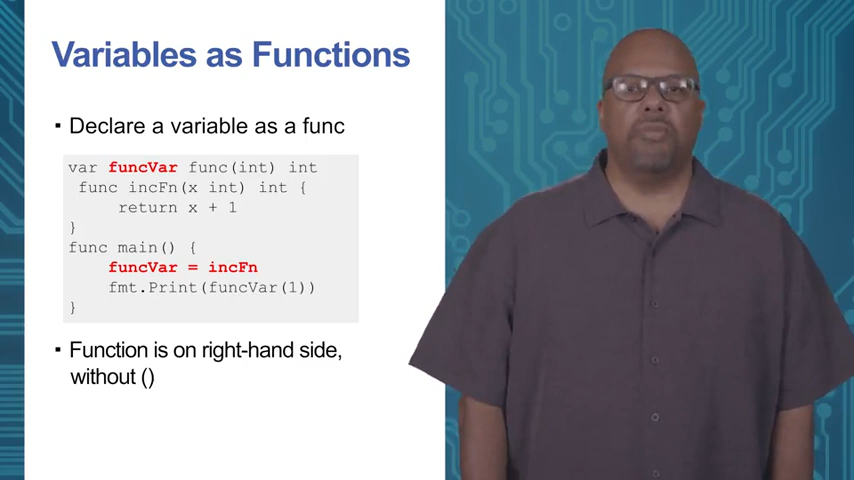 Variables as Functions
▪ Declare a variable as a func
var funcVar func(int) int
func incFn(x int) int {
return x + 1
}
func main() {
funcVar = incFn
fmt.Print(funcVar(1))
}
▪ Function is on right-hand side,
without ()